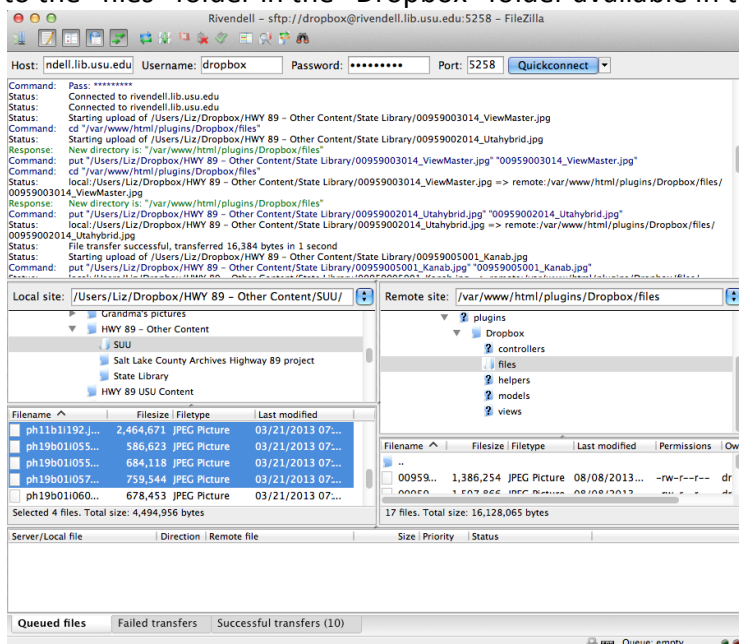 to the "files" folder in the "Dropbox" folder available in t
Rivendell – sftp://dropbox@rivendell.lib.usu.edu:5258 – FileZilla
Host: ndell.lib.usu.edu Username: dropbox Password: ••••••••• Port: 5258 Quickconnect
Command: Pass: *********
Status: Connected to rivendell.lib.usu.edu
Status: Connected to rivendell.lib.usu.edu
Status: Starting upload of /Users/Liz/Dropbox/HWY 89 – Other Content/State Library/00959003014_ViewMaster.jpg
Command: cd "/var/www/html/plugins/Dropbox/files"
Status: Starting upload of /Users/Liz/Dropbox/HWY 89 – Other Content/State Library/00959002014_Utahybrid.jpg
Response: New directory is: "/var/www/html/plugins/Dropbox/files"
Command: put "/Users/Liz/Dropbox/HWY 89 – Other Content/State Library/00959003014_ViewMaster.jpg" "00959003014_ViewMaster.jpg"
Command: cd "/var/www/html/plugins/Dropbox/files"
Status: local:/Users/Liz/Dropbox/HWY 89 – Other Content/State Library/00959003014_ViewMaster.jpg => remote:/var/www/html/plugins/Dropbox/files/
00959003014_ViewMaster.jpg
Response: New directory is: "/var/www/html/plugins/Dropbox/files"
Command: put "/Users/Liz/Dropbox/HWY 89 – Other Content/State Library/00959002014_Utahybrid.jpg" "00959002014_Utahybrid.jpg"
Status: local:/Users/Liz/Dropbox/HWY 89 – Other Content/State Library/00959002014_Utahybrid.jpg => remote:/var/www/html/plugins/Dropbox/files/
00959002014_Utahybrid.jpg
Status: File transfer successful, transferred 16,384 bytes in 1 second
Status: Starting upload of /Users/Liz/Dropbox/HWY 89 – Other Content/State Library/00959005001_Kanab.jpg
Command: put "/Users/Liz/Dropbox/HWY 89 – Other Content/State Library/00959005001_Kanab.jpg" "00959005001_Kanab.jpg"
Local site: /Users/Liz/Dropbox/HWY 89 – Other Content/SUU/
Grandma's pictures
HWY 89 – Other Content
SUU
Salt Lake County Archives Highway 89 project
State Library
HWY 89 USU Content
Remote site: /var/www/html/plugins/Dropbox/files
plugins
Dropbox
controllers
files
helpers
models
views
Filename Filesize Filetype Last modified
ph11b1i192.j... 2,464,671 JPEG Picture 03/21/2013 07:...
ph19b01i055... 586,623 JPEG Picture 03/21/2013 07:...
ph19b01i055... 684,118 JPEG Picture 03/21/2013 07:...
ph19b01i057... 759,544 JPEG Picture 03/21/2013 07:...
ph19b01i060... 678,453 JPEG Picture 03/21/2013 07:...
Selected 4 files. Total size: 4,494,956 bytes
Filename Filesize Filetype Last modified Permissions Ow
..
00959... 1,386,254 JPEG Picture 08/08/2013... -rw-r--r-- dr
17 files. Total size: 16,128,065 bytes
Server/Local file Direction Remote file Size Priority Status
Queued files Failed transfers Successful transfers (10)
Queue: empty